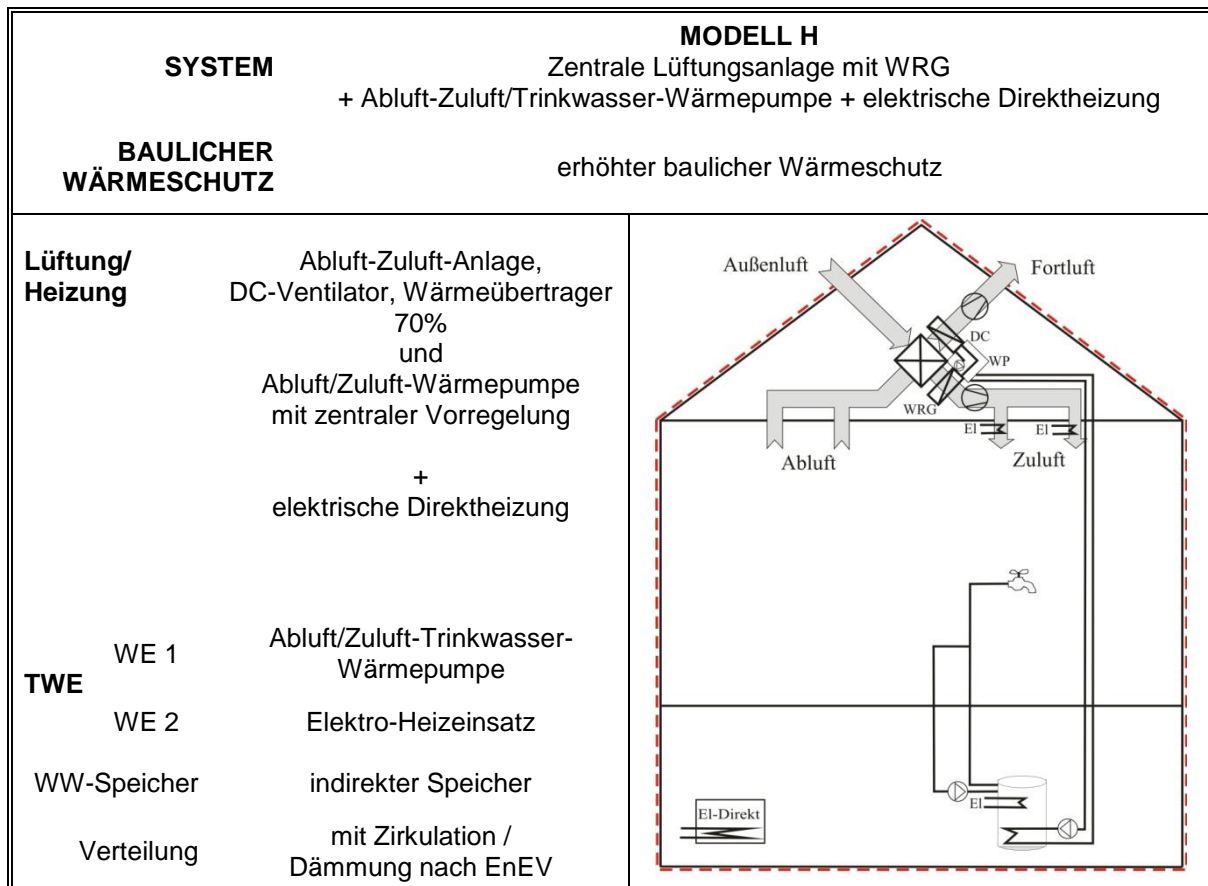 MODELL H
SYSTEM
Zentrale Lüftungsanlage mit WRG
+ Abluft-Zuluft/Trinkwasser-Wärmepumpe + elektrische Direktheizung
BAULICHER
WÄRMESCHUTZ
erhöhter baulicher Wärmeschutz
Lüftung/
Heizung
Abluft-Zuluft-Anlage,
DC-Ventilator, Wärmeübertrager
70%
und
Abluft/Zuluft-Wärmepumpe
mit zentraler Vorregelung
+
elektrische Direktheizung
TWE
WE 1
Abluft/Zuluft-Trinkwasser-
Wärmepumpe
WE 2
Elektro-Heizeinsatz
WW-Speicher
indirekter Speicher
Verteilung
mit Zirkulation /
Dämmung nach EnEV
Außenluft
Fortluft
DC
WP
WRG
El
El
Abluft
Zuluft
El
El-Direkt